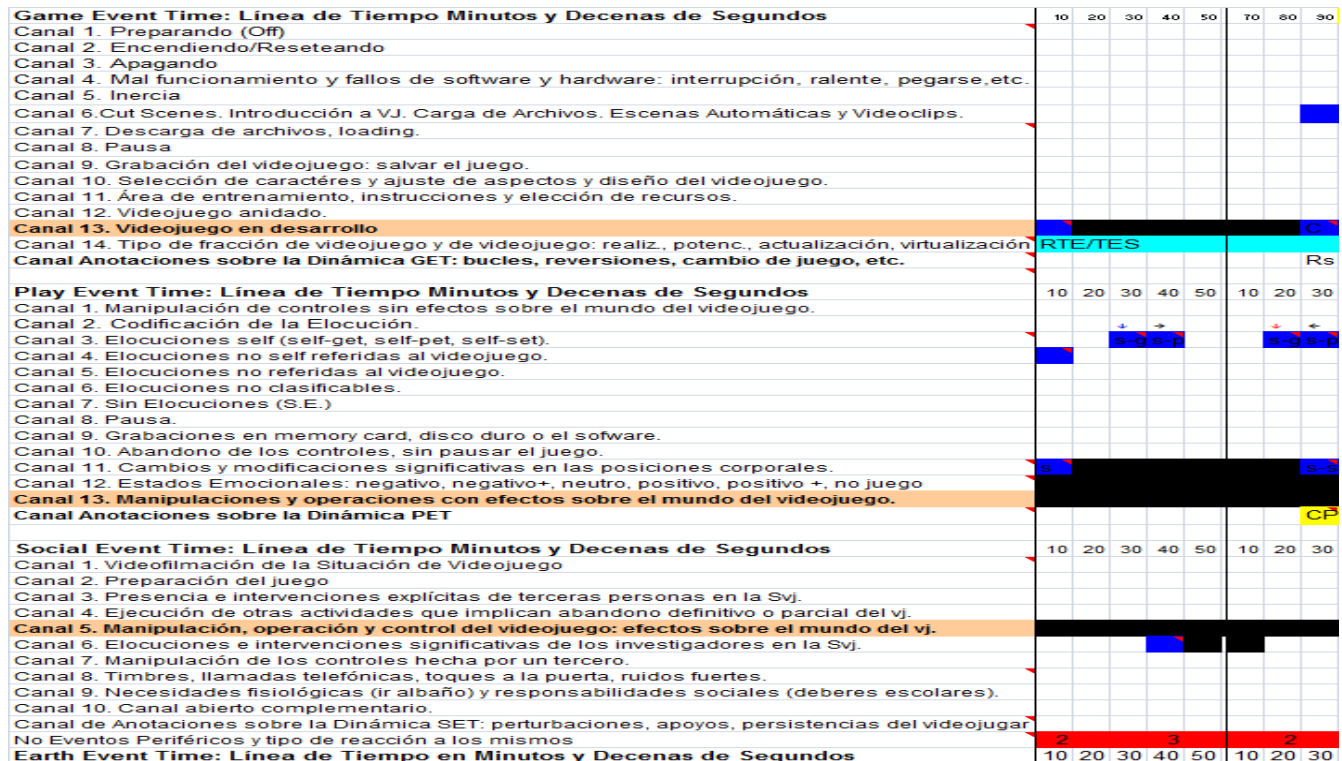 Game Event Time: Línea de Tiempo Minutos y Decenas de Segundos 10 20 30 40 50 70 80 90
Canal 1. Preparando (Off)
Canal 2. Encendiendo/Reseteando
Canal 3. Apagando
Canal 4. Mal funcionamiento y fallos de software y hardware: interrupción, ralente, pegarse,etc.
Canal 5. Inercia
Canal 6.Cut Scenes. Introducción a VJ. Carga de Archivos. Escenas Automáticas y Videoclips.
Canal 7. Descarga de archivos, loading.
Canal 8. Pausa
Canal 9. Grabación del videojuego: salvar el juego.
Canal 10. Selección de caractéres y ajuste de aspectos y diseño del videojuego.
Canal 11. Área de entrenamiento, instrucciones y elección de recursos.
Canal 12. Videojuego anidado.
Canal 13. Videojuego en desarrollo C
Canal 14. Tipo de fracción de videojuego y de videojuego: realiz., potenc., actualización, virtualización RTE/TES
Canal Anotaciones sobre la Dinámica GET: bucles, reversiones, cambio de juego, etc. Rs
Play Event Time: Línea de Tiempo Minutos y Decenas de Segundos 10 20 30 40 50 10 20 30
Canal 1. Manipulación de controles sin efectos sobre el mundo del videojuego.
Canal 2. Codificación de la Elocución. ↓ → ↓ ←
Canal 3. Elocuciones self (self-get, self-pet, self-set). s-g s-p s-g s-p
Canal 4. Elocuciones no self referidas al videojuego.
Canal 5. Elocuciones no referidas al videojuego.
Canal 6. Elocuciones no clasificables.
Canal 7. Sin Elocuciones (S.E.)
Canal 8. Pausa.
Canal 9. Grabaciones en memory card, disco duro o el sofware.
Canal 10. Abandono de los controles, sin pausar el juego.
Canal 11. Cambios y modificaciones significativas en las posiciones corporales. s s-s
Canal 12. Estados Emocionales: negativo, negativo+, neutro, positivo, positivo +, no juego
Canal 13. Manipulaciones y operaciones con efectos sobre el mundo del videojuego.
Canal Anotaciones sobre la Dinámica PET CP
Social Event Time: Línea de Tiempo Minutos y Decenas de Segundos 10 20 30 40 50 10 20 30
Canal 1. Videofilmación de la Situación de Videojuego
Canal 2. Preparación del juego
Canal 3. Presencia e intervenciones explícitas de terceras personas en la Svj.
Canal 4. Ejecución de otras actividades que implican abandono definitivo o parcial del vj.
Canal 5. Manipulación, operación y control del videojuego: efectos sobre el mundo del vj.
Canal 6. Elocuciones e intervenciones significativas de los investigadores en la Svj.
Canal 7. Manipulación de los controles hecha por un tercero.
Canal 8. Timbres, llamadas telefónicas, toques a la puerta, ruidos fuertes.
Canal 9. Necesidades fisiológicas (ir albaño) y responsabilidades sociales (deberes escolares).
Canal 10. Canal abierto complementario.
Canal de Anotaciones sobre la Dinámica SET: perturbaciones, apoyos, persistencias del videojugar
No Eventos Periféricos y tipo de reacción a los mismos 2 3 2
Earth Event Time: Línea de Tiempo en Minutos y Decenas de Segundos 10 20 30 40 50 10 20 30